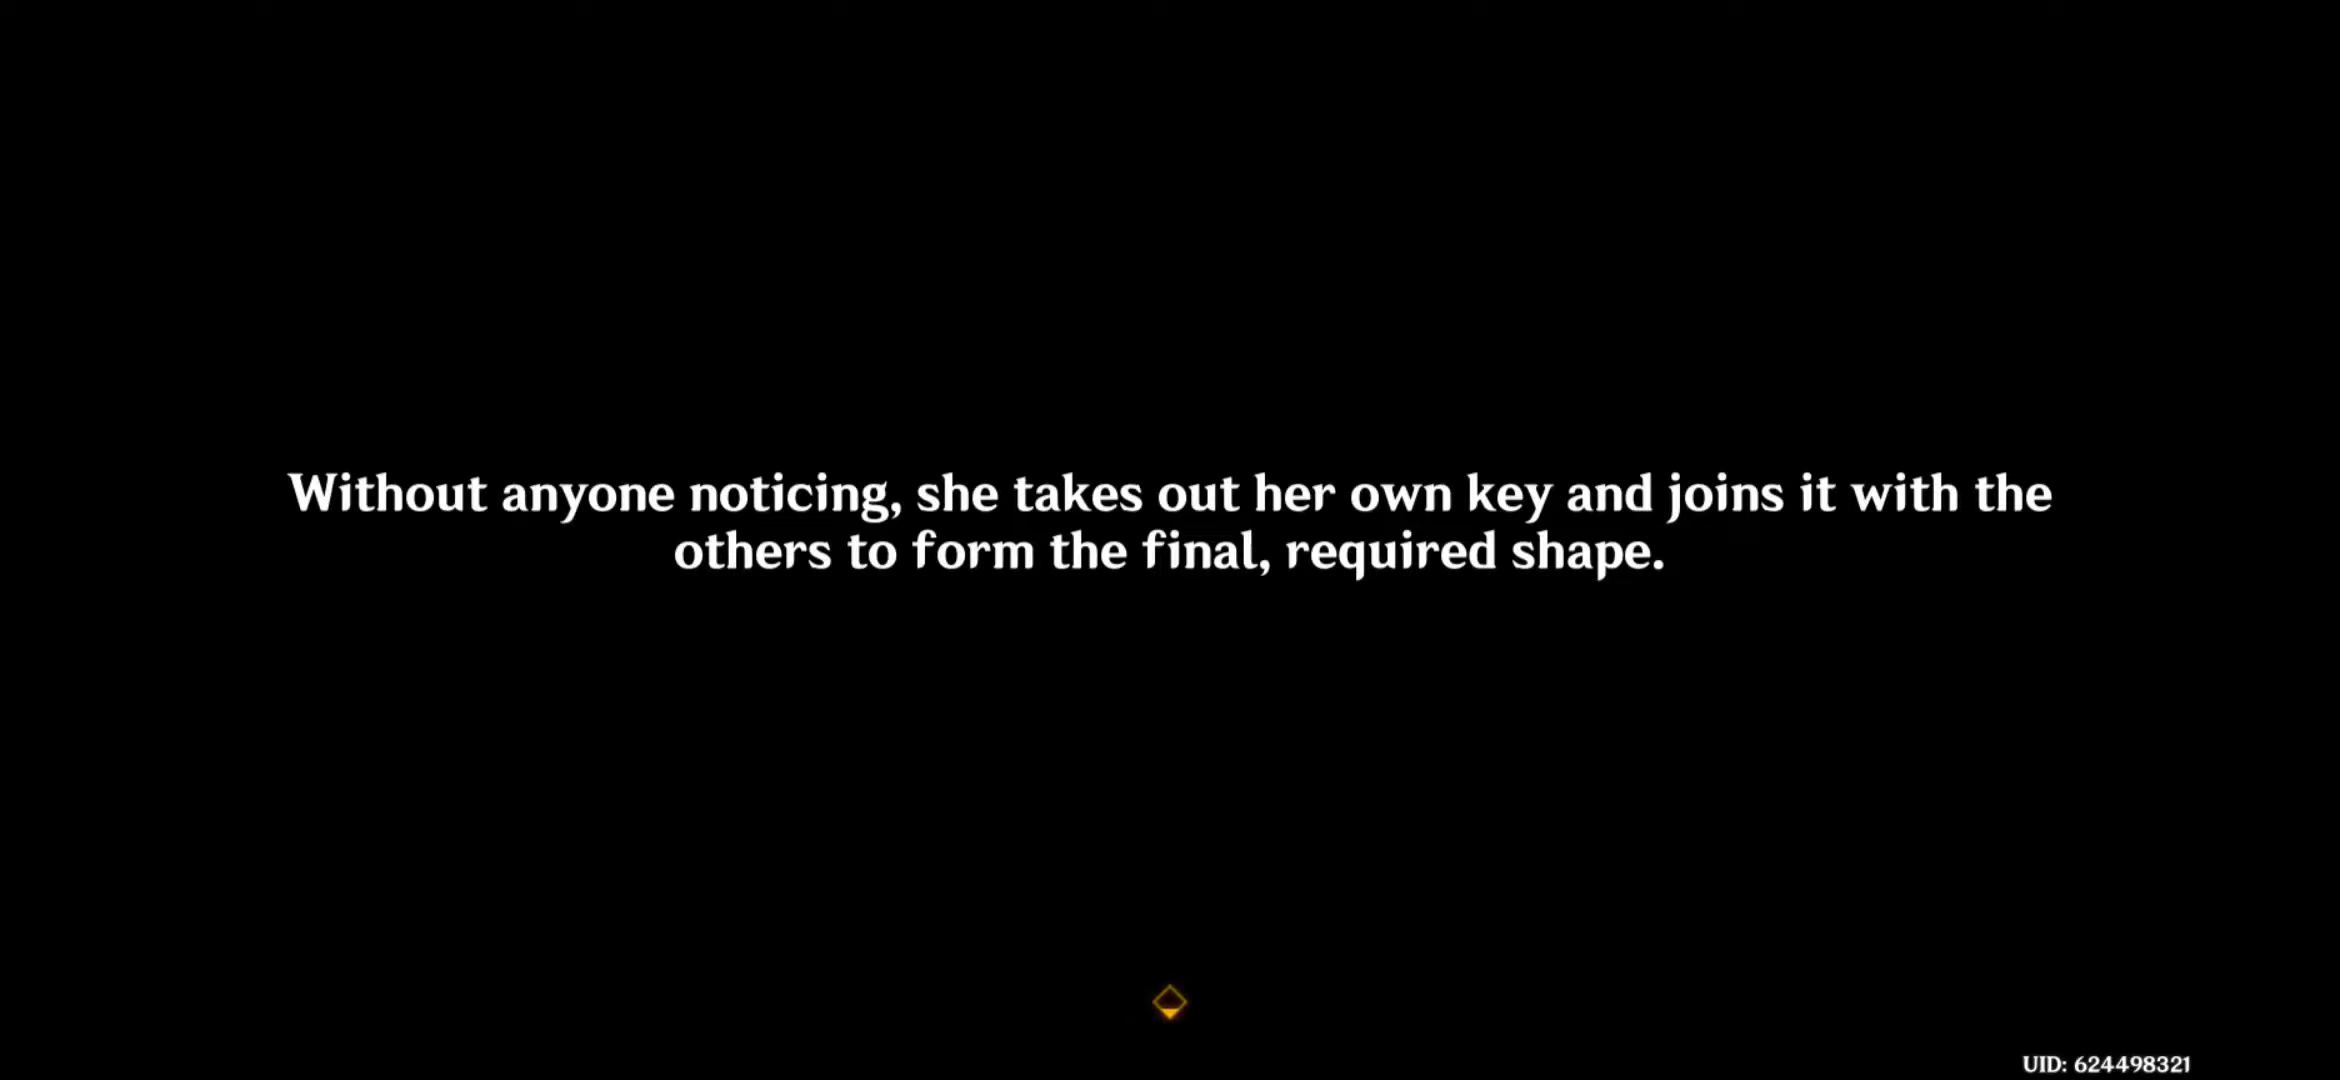 Without anyone noticing, she takes out her own key and joins it with the
others to form the final, required shape.
UID: 624498321